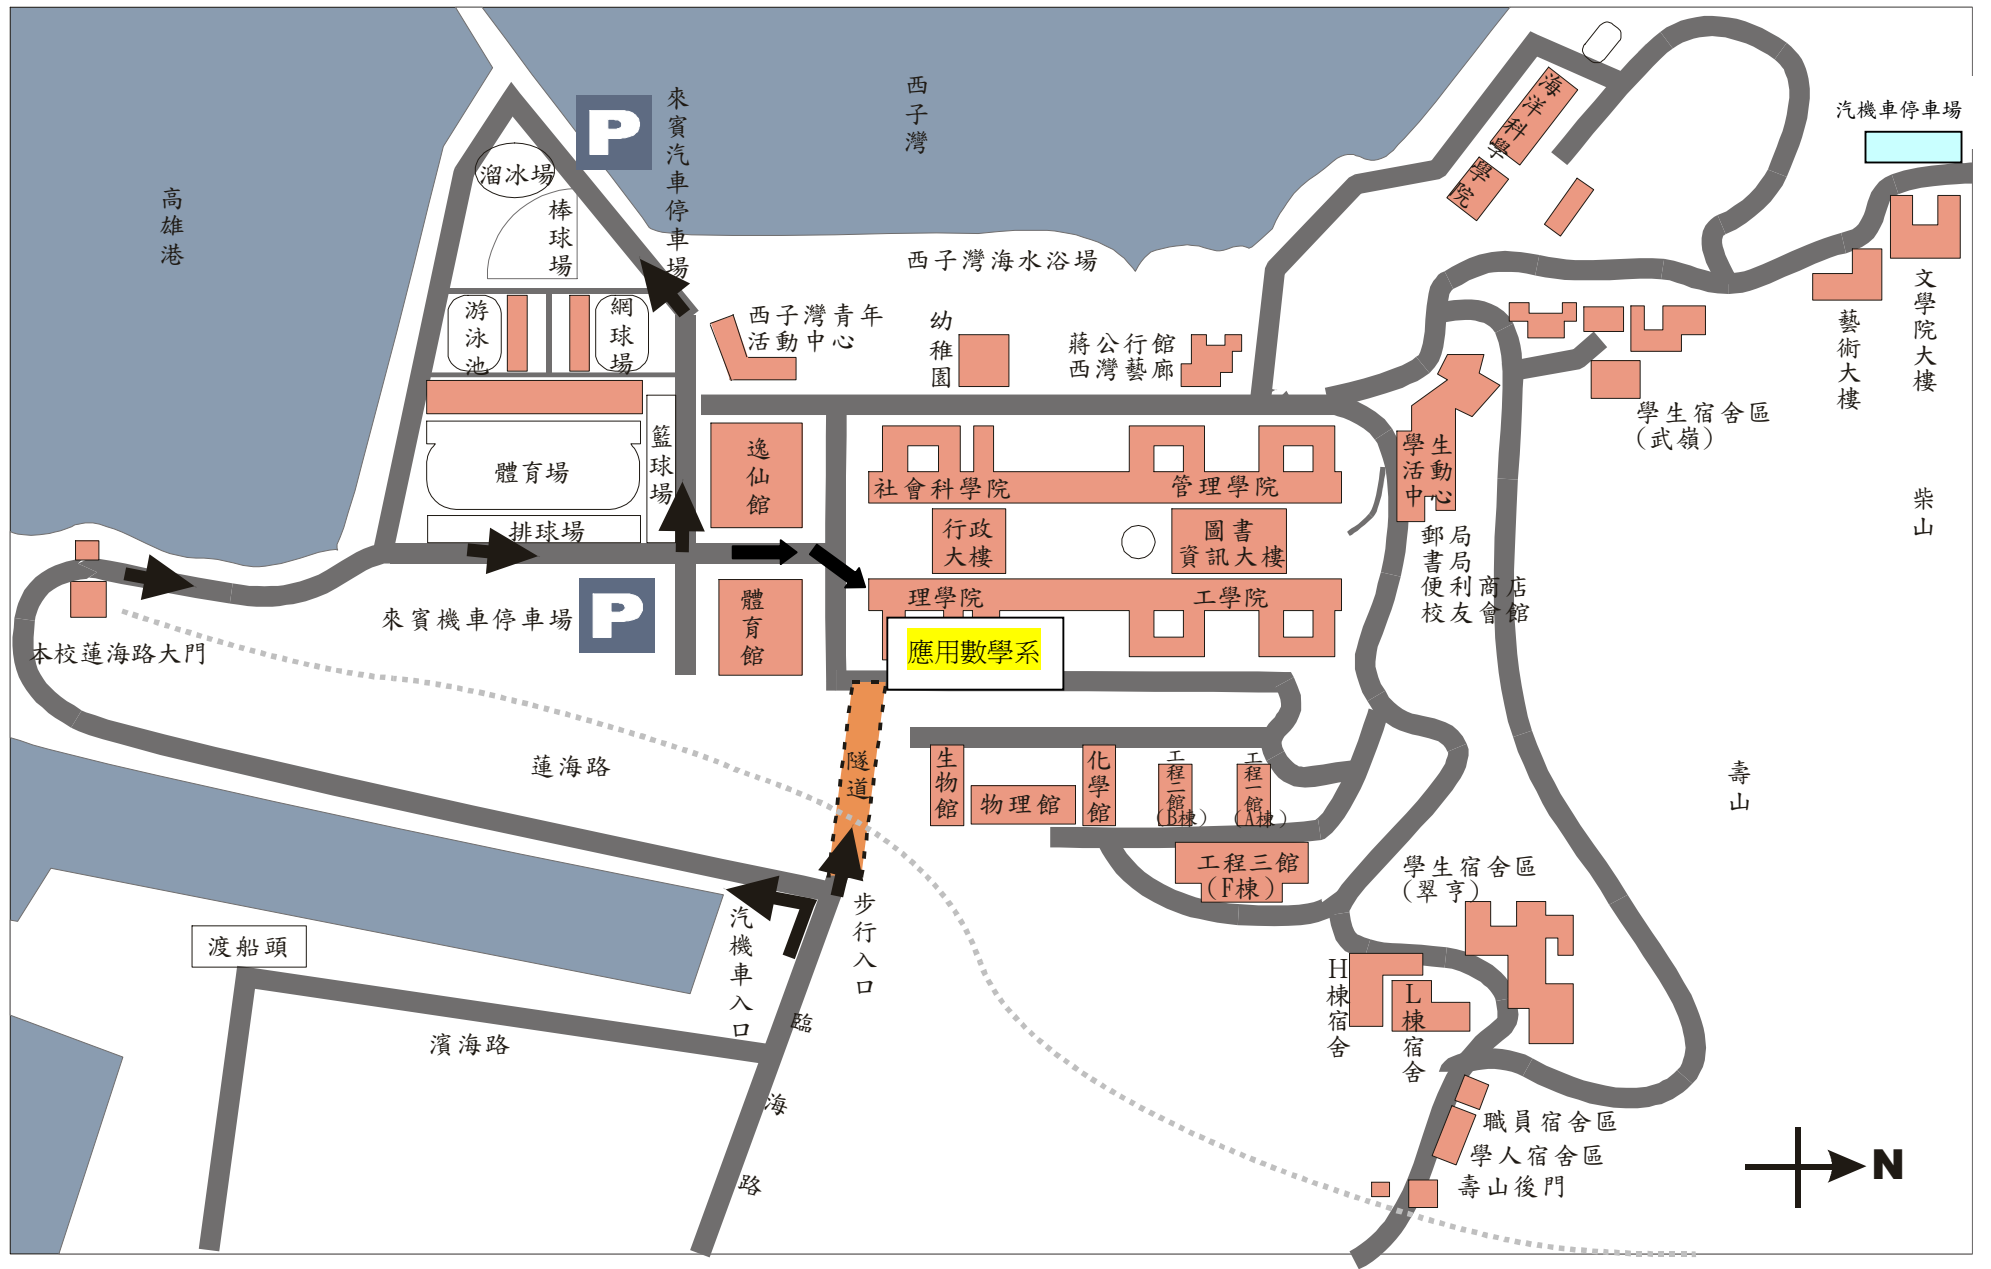 高雄港
溜冰場
棒球場
P
來賓汽車停車場
西子灣
西子灣海水浴場
海洋科學學院
學院
汽機車停車場
文學院大樓
藝術大樓
游泳池
網球場
西子灣青年
活動中心
幼稚園
蔣公行館
西灣藝廊
學生宿舍區
(武嶺)
體育場
籃球場
排球場
逸仙館
社會科學院
管理學院
行政
大樓
圖書
資訊大樓
學生
活動
中心
郵局
書局
便利商店
校友會館
柴山
來賓機車停車場
P
體育館
理學院
工學院
應用數學系
本校蓮海路大門
蓮海路
隧道
生物館
物理館
化學館
工程二館
(B棟)
工程一館
(A棟)
工程三館
(F棟)
壽山
學生宿舍區
(翠亨)
渡船頭
汽機車入口
步行入口
濱海路
臨海路
H棟宿舍
L棟宿舍
職員宿舍區
學人宿舍區
壽山後門
N